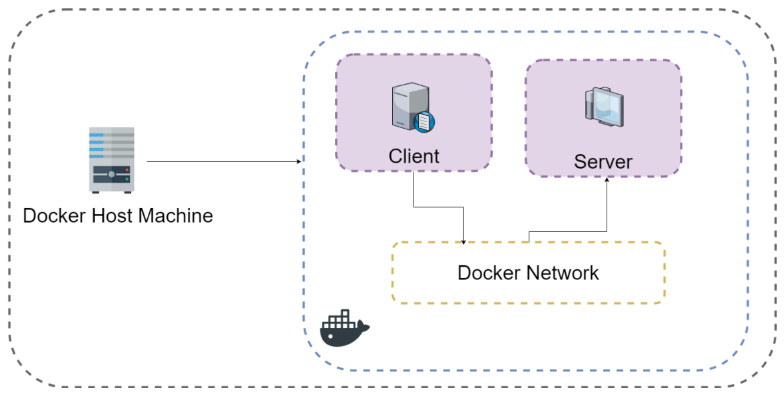 Client
Server
Docker Host Machine
Docker Network